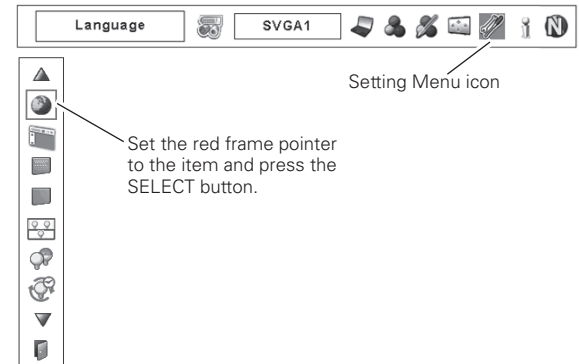 Language
SVGA1
Setting Menu icon
Set the red frame pointer
to the item and press the
SELECT button.